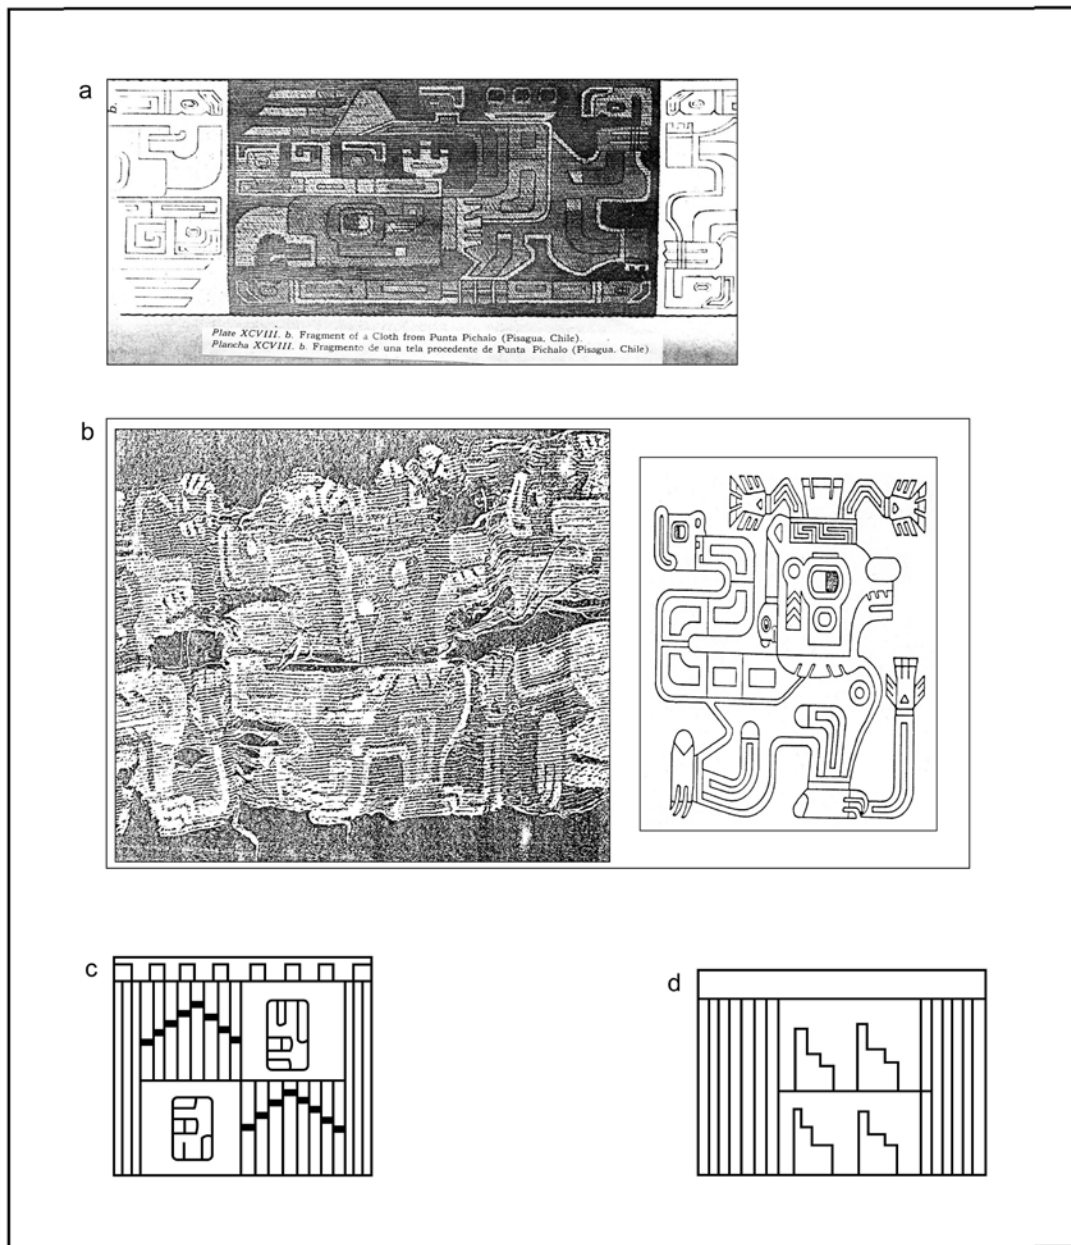 a
b.
Plate XCVIII. b. Fragment of a Cloth from Punta Pichalo (Pisagua, Chile).
Plancha XCVIII. b. Fragmento de una tela procedente de Punta Pichalo (Pisagua, Chile)
b
c
d